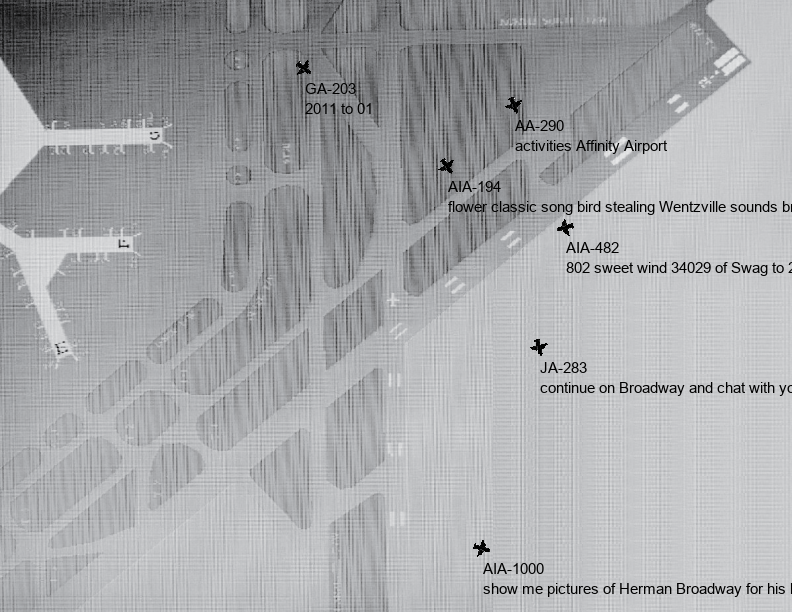 GA-203
2011 to 01
AA-290
activities Affinity Airport
AIA-194
flower classic song bird stealing Wentzville sounds
AIA-482
802 sweet wind 34029 of Swag to
JA-283
continue on Broadway and chat with
AIA-1000
show me pictures of Herman Broadway for his